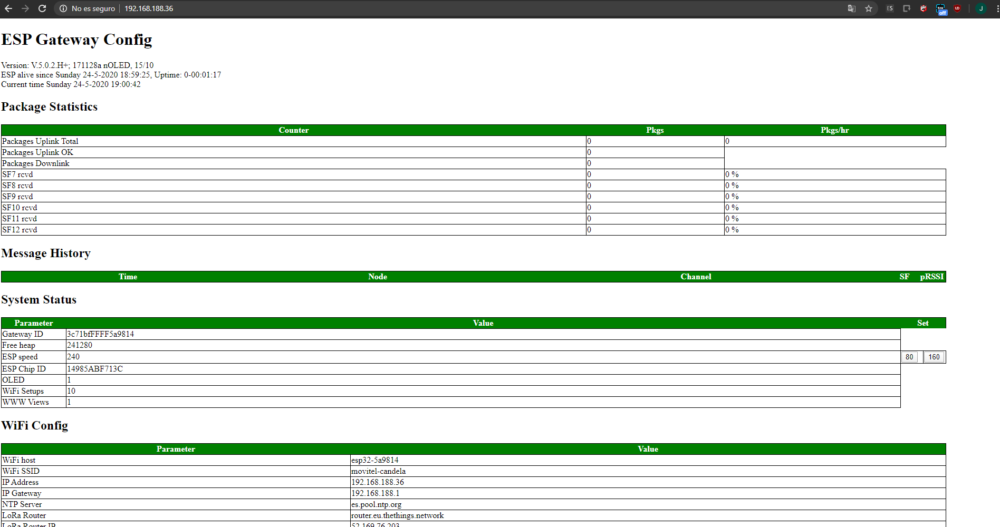 No es seguro 192.168.188.36
ES
off
J
ESP Gateway Config
Version: V.5.0.2.H+; 171128a nOLED, 15/10
ESP alive since Sunday 24-5-2020 18:59:25, Uptime: 0-00:01:17
Current time Sunday 24-5-2020 19:00:42
Package Statistics
Counter Pkgs Pkgs/hr
Packages Uplink Total 0 0
Packages Uplink OK 0
Packages Downlink 0
SF7 rcvd 0 0 %
SF8 rcvd 0 0 %
SF9 rcvd 0 0 %
SF10 rcvd 0 0 %
SF11 rcvd 0 0 %
SF12 rcvd 0 0 %
Message History
Time Node Channel SF pRSSI
System Status
Parameter Value Set
Gateway ID 3c71bfFFFF5a9814
Free heap 241280
ESP speed 240 80 160
ESP Chip ID 14985ABF713C
OLED 1
WiFi Setups 10
WWW Views 1
WiFi Config
Parameter Value
WiFi host esp32-5a9814
WiFi SSID movitel-candela
IP Address 192.168.188.36
IP Gateway 192.168.188.1
NTP Server es.pool.ntp.org
LoRa Router router.eu.thethings.network
LoRa Router IP 52.169.76.203